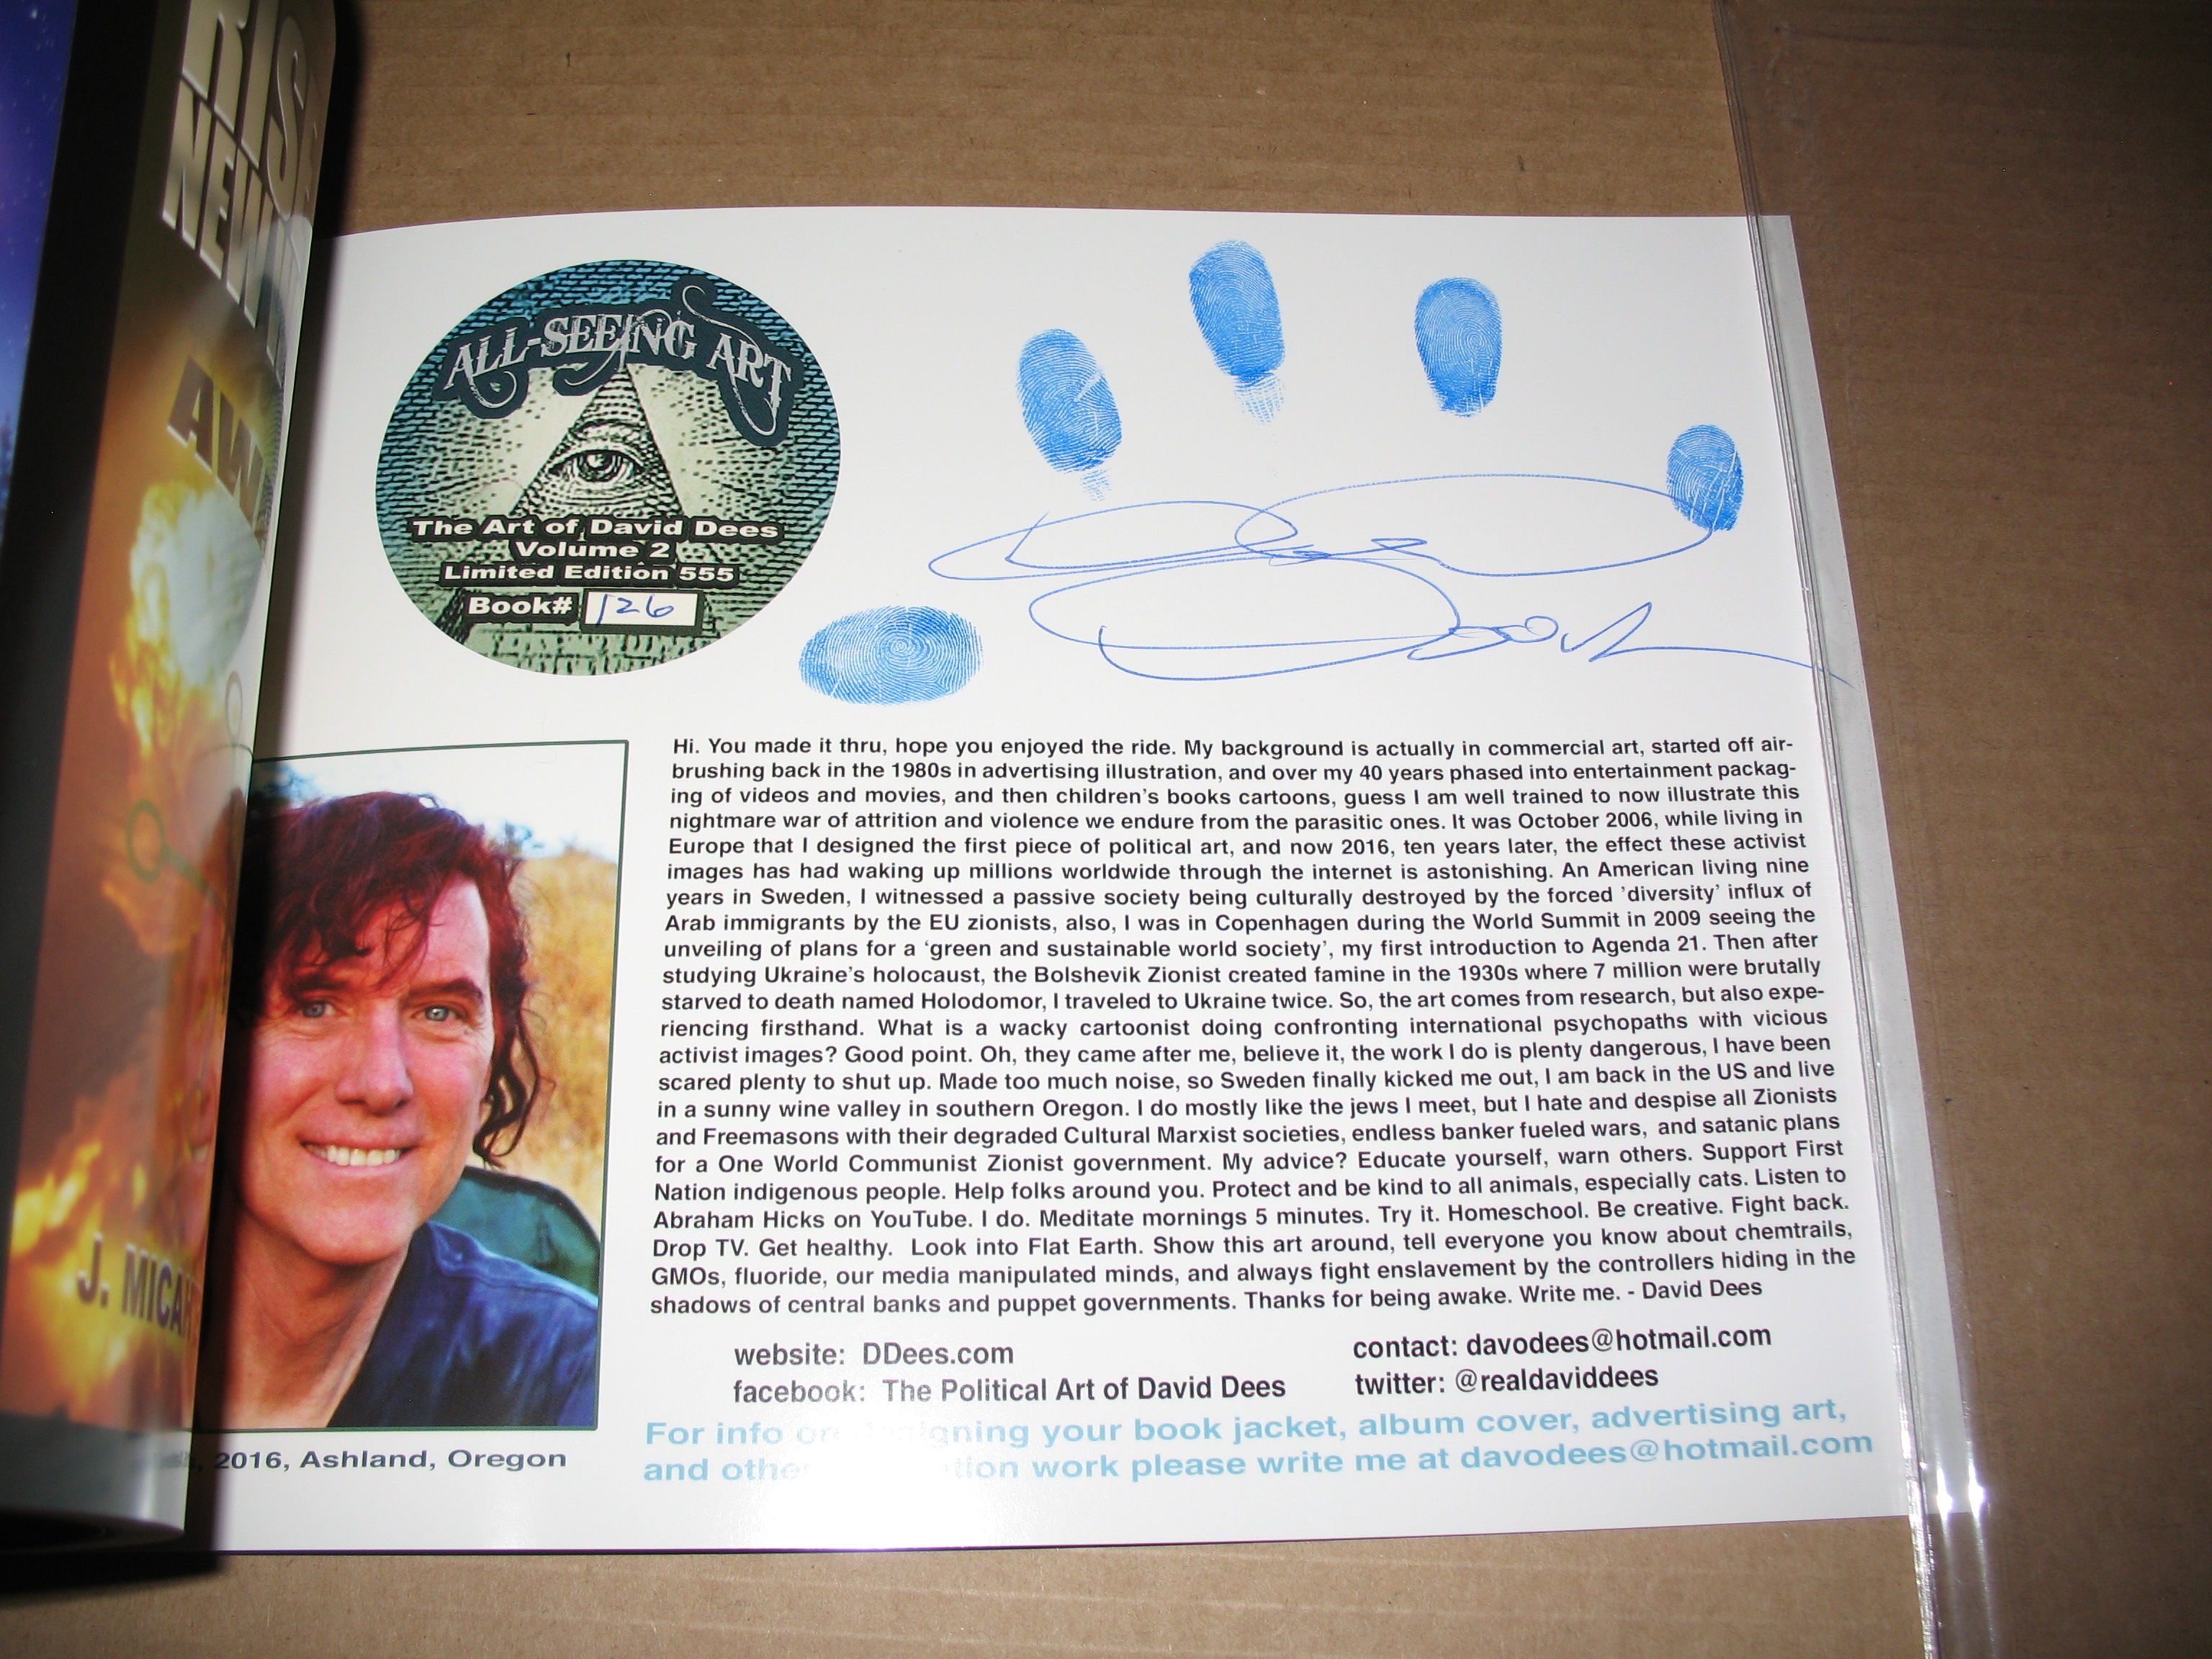 NEW
AW
J. MICAH
ALL-SEEING ART
The Art of David Dees
Volume 2
Limited Edition 555
Book# 126
Hi. You made it thru, hope you enjoyed the ride. My background is actually in commercial art, started off air-
brushing back in the 1980s in advertising illustration, and over my 40 years phased into entertainment packag-
ing of videos and movies, and then children's books cartoons, guess I am well trained to now illustrate this
nightmare war of attrition and violence we endure from the parasitic ones. It was October 2006, while living in
Europe that I designed the first piece of political art, and now 2016, ten years later, the effect these activist
images has had waking up millions worldwide through the internet is astonishing. An American living nine
years in Sweden, I witnessed a passive society being culturally destroyed by the forced 'diversity' influx of
Arab immigrants by the EU zionists, also, I was in Copenhagen during the World Summit in 2009 seeing the
unveiling of plans for a 'green and sustainable world society', my first introduction to Agenda 21. Then after
studying Ukraine's holocaust, the Bolshevik Zionist created famine in the 1930s where 7 million were brutally
starved to death named Holodomor, I traveled to Ukraine twice. So, the art comes from research, but also expe-
riencing firsthand. What is a wacky cartoonist doing confronting international psychopaths with vicious
activist images? Good point. Oh, they came after me, believe it, the work I do is plenty dangerous, I have been
scared plenty to shut up. Made too much noise, so Sweden finally kicked me out, I am back in the US and live
in a sunny wine valley in southern Oregon. I do mostly like the jews I meet, but I hate and despise all Zionists
and Freemasons with their degraded Cultural Marxist societies, endless banker fueled wars, and satanic plans
for a One World Communist Zionist government. My advice? Educate yourself, warn others. Support First
Nation indigenous people. Help folks around you. Protect and be kind to all animals, especially cats. Listen to
Abraham Hicks on YouTube. I do. Meditate mornings 5 minutes. Try it. Homeschool. Be creative. Fight back.
Drop TV. Get healthy. Look into Flat Earth. Show this art around, tell everyone you know about chemtrails,
GMOs, fluoride, our media manipulated minds, and always fight enslavement by the controllers hiding in the
shadows of central banks and puppet governments. Thanks for being awake. Write me. - David Dees
website: DDees.com
facebook: The Political Art of David Dees
contact: davodees@hotmail.com
twitter: @realdaviddees
For info on your book jacket, album cover, advertising art,
and work please write me at davodees@hotmail.com
2016, Ashland, Oregon